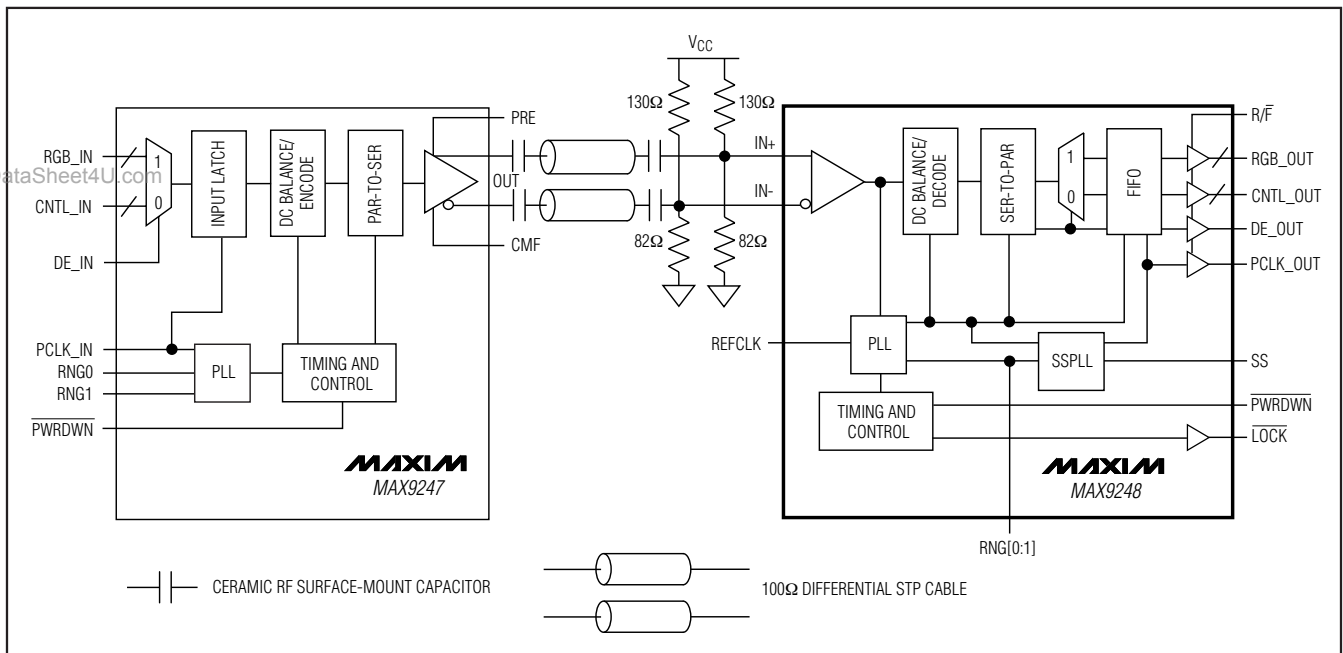 VCC
130Ω
130Ω
PRE
R/F̅
RGB_IN
1
0
CNTL_IN
DE_IN
INPUT LATCH
DC BALANCE/
ENCODE
PAR-TO-SER
OUT
CMF
IN+
IN-
82Ω
82Ω
DC BALANCE/
DECODE
SER-TO-PAR
1
0
FIFO
RGB_OUT
CNTL_OUT
DE_OUT
PCLK_OUT
DataSheet4U.com
PCLK_IN
RNG0
RNG1
PWRDWN
PLL
TIMING AND
CONTROL
REFCLK
PLL
SSPLL
SS
TIMING AND
CONTROL
PWRDWN
LOCK
MAXIM
MAX9247
MAXIM
MAX9248
RNG[0:1]
CERAMIC RF SURFACE-MOUNT CAPACITOR
100Ω DIFFERENTIAL STP CABLE